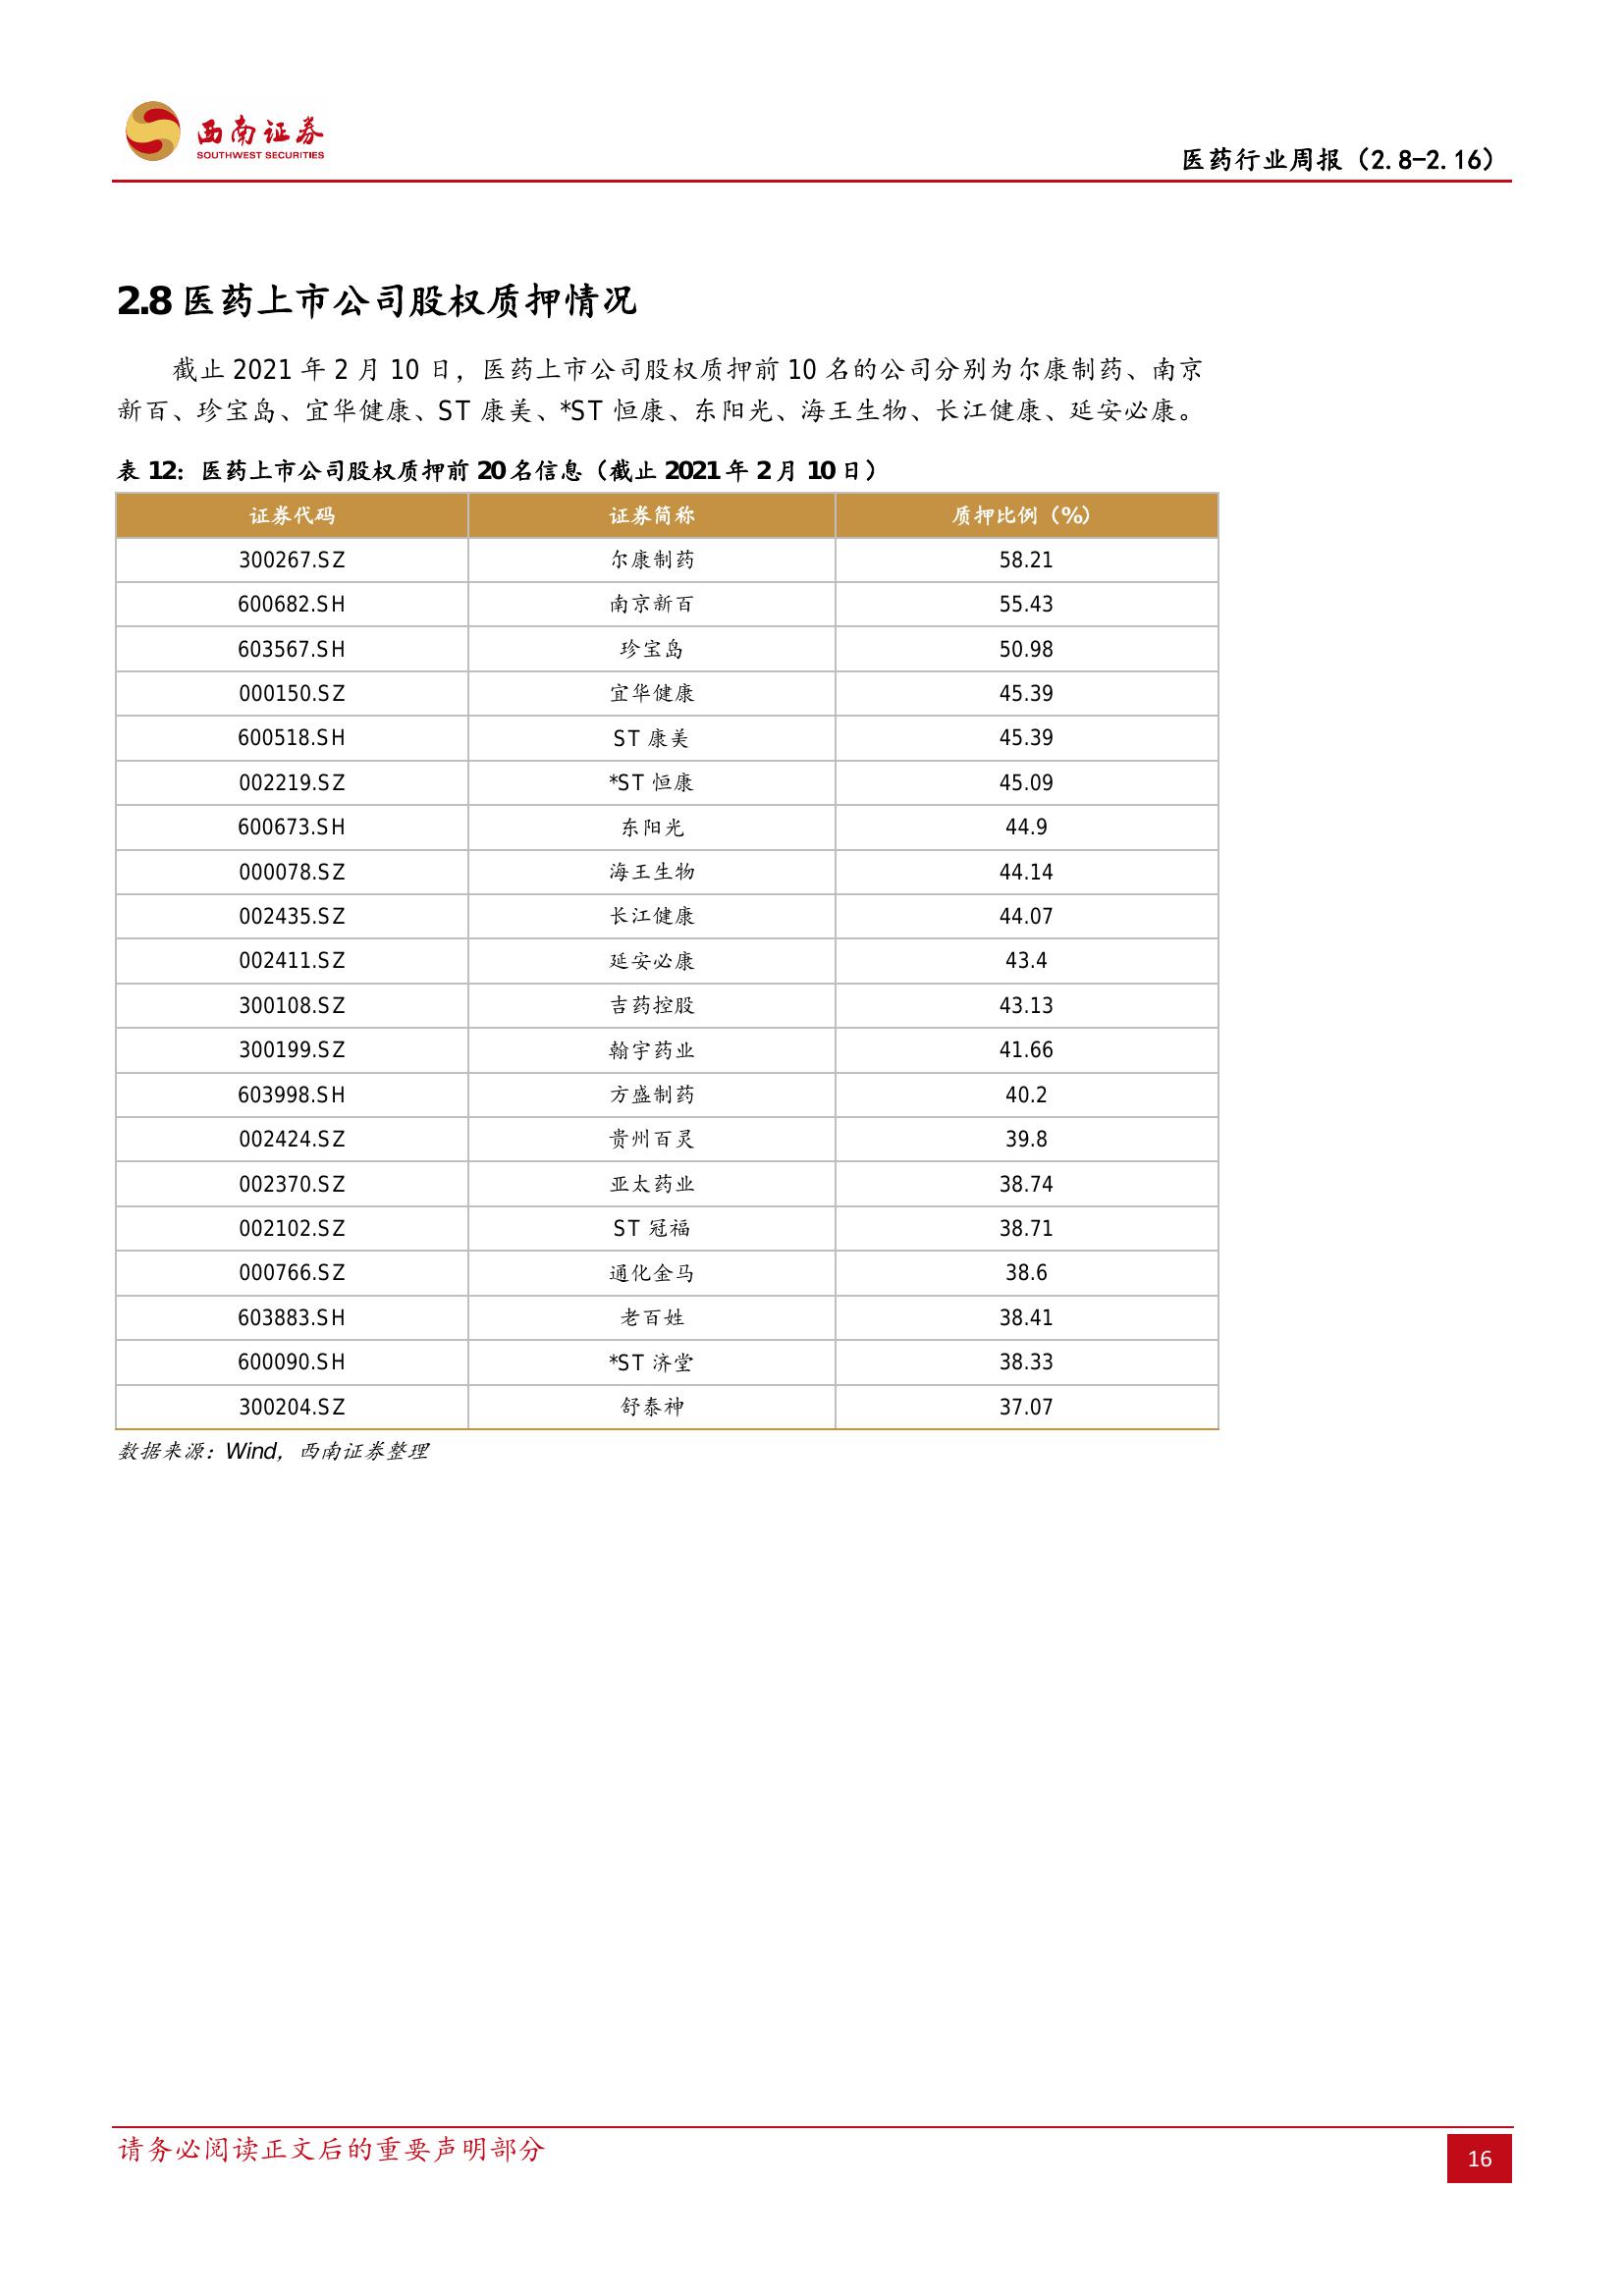 西南证券
SOUTHWEST SECURITIES
医药行业周报（2.8-2.16）
2.8 医药上市公司股权质押情况
截止 2021 年 2 月 10 日，医药上市公司股权质押前 10 名的公司分别为尔康制药、南京
新百、珍宝岛、宜华健康、ST 康美、*ST 恒康、东阳光、海王生物、长江健康、延安必康。
表 12：医药上市公司股权质押前 20 名信息（截止 2021 年 2 月 10 日）
证券代码 证券简称 质押比例（%）
300267.SZ 尔康制药 58.21
600682.SH 南京新百 55.43
603567.SH 珍宝岛 50.98
000150.SZ 宜华健康 45.39
600518.SH ST 康美 45.39
002219.SZ *ST 恒康 45.09
600673.SH 东阳光 44.9
000078.SZ 海王生物 44.14
002435.SZ 长江健康 44.07
002411.SZ 延安必康 43.4
300108.SZ 吉药控股 43.13
300199.SZ 翰宇药业 41.66
603998.SH 方盛制药 40.2
002424.SZ 贵州百灵 39.8
002370.SZ 亚太药业 38.74
002102.SZ ST 冠福 38.71
000766.SZ 通化金马 38.6
603883.SH 老百姓 38.41
600090.SH *ST 济堂 38.33
300204.SZ 舒泰神 37.07
数据来源：Wind，西南证券整理
请务必阅读正文后的重要声明部分
16